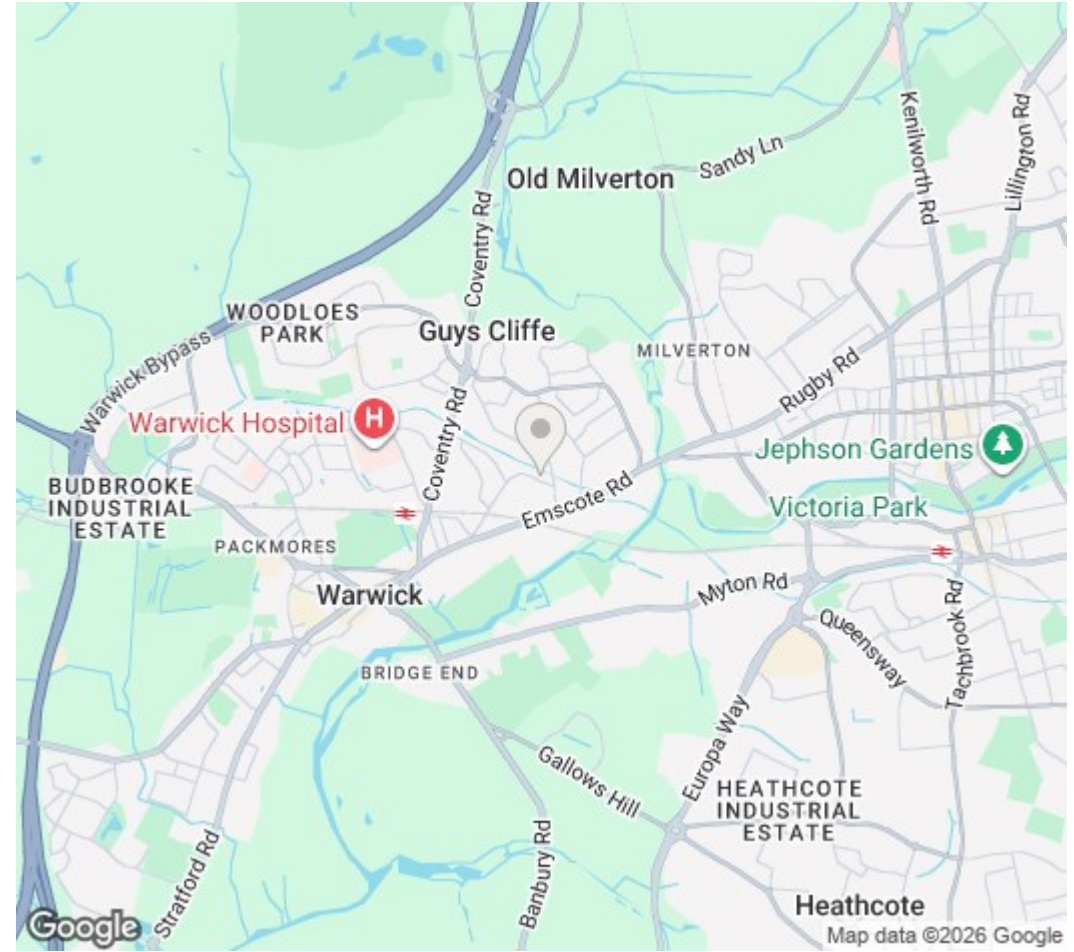 Kenilworth Rd
Lillington Rd
Sandy Ln
Old Milverton
Coventry Rd
WOODLOES
PARK
Guys Cliffe
MILVERTON
Warwick Bypass
Rugby Rd
Warwick Hospital
H
Coventry Rd
Jephson Gardens
BUDBROOKE
INDUSTRIAL
ESTATE
Emscote Rd
Victoria Park
PACKMORES
Warwick
Myton Rd
Queensway
Tachbrook Rd
BRIDGE END
Europa Way
Gallows Hill
HEATHCOTE
INDUSTRIAL
ESTATE
Stratford Rd
Banbury Rd
Heathcote
Google
Map data ©2026 Google